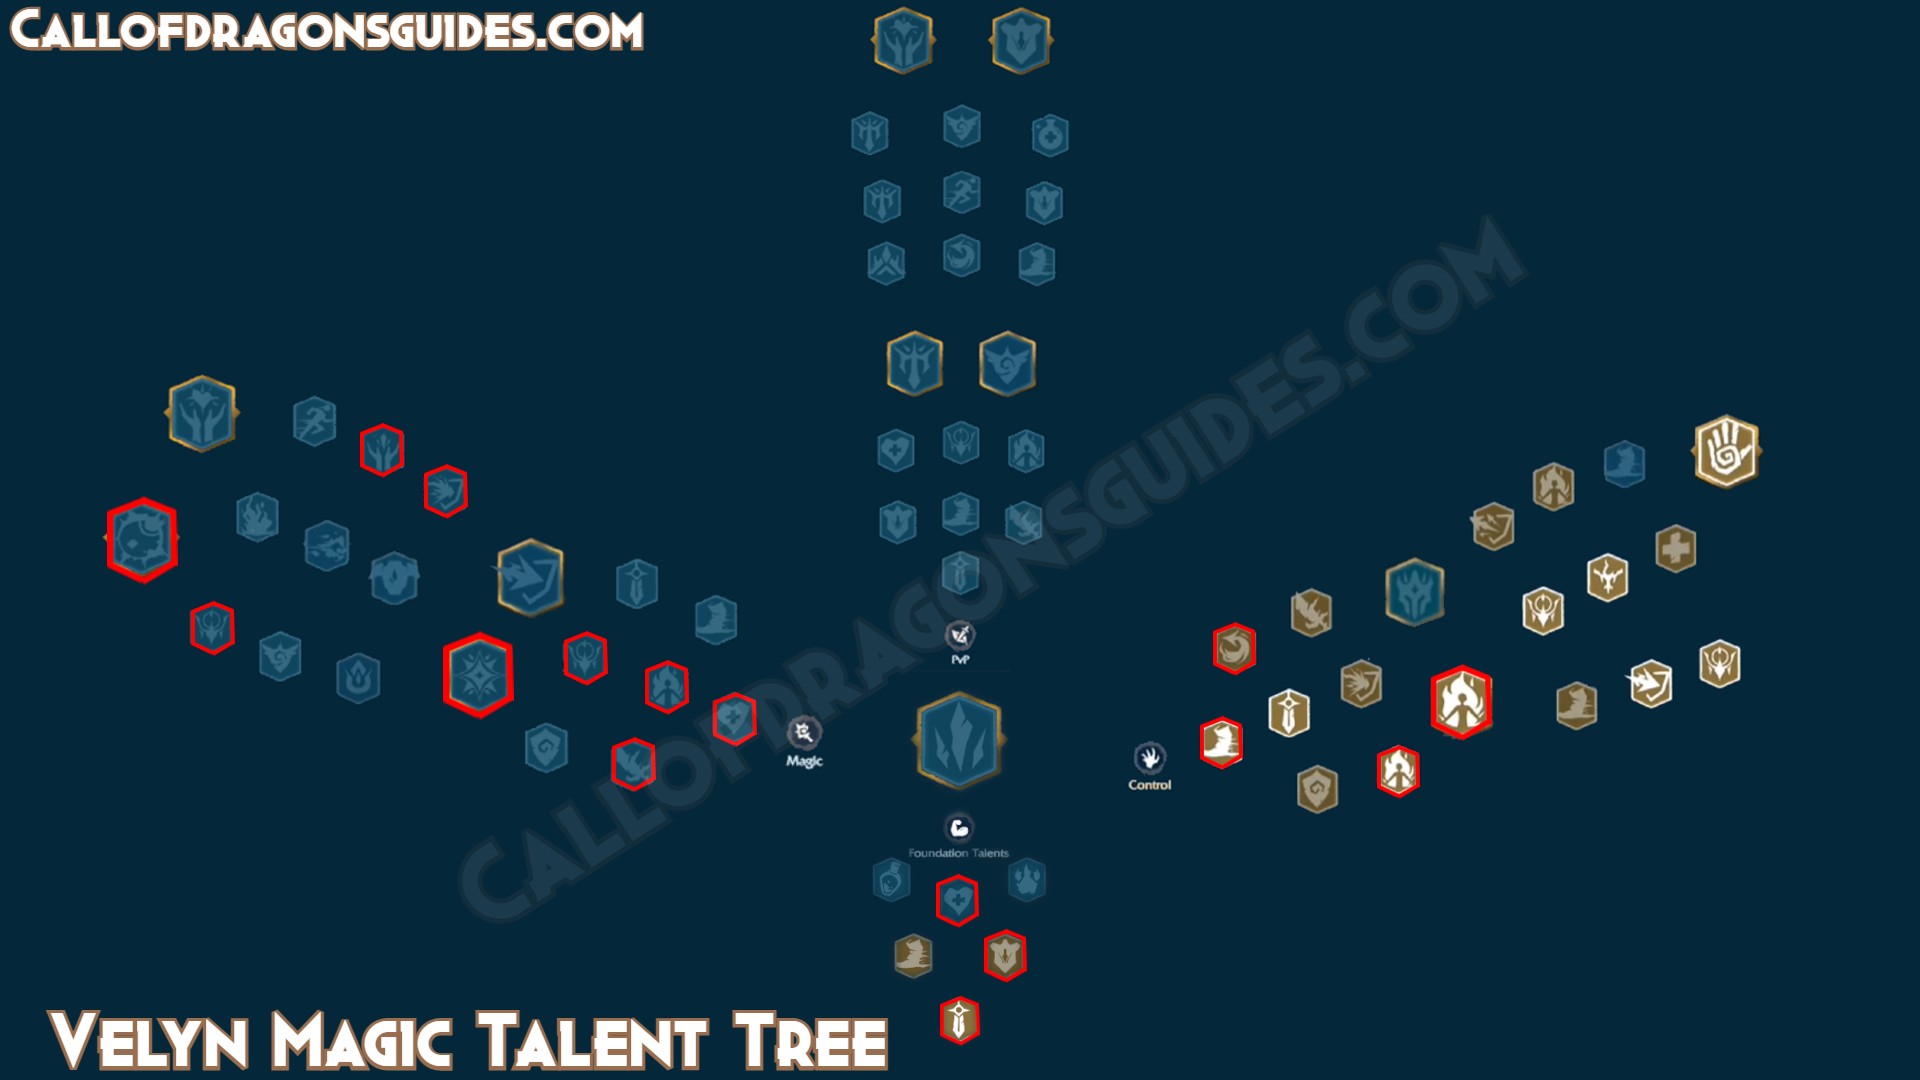 CALLOFDRAGONSGUIDES.COM
CALLOFDRAGONSGUIDES.COM
PvP
Magic
Control
Foundation Talents
VELYN MAGIC TALENT TREE